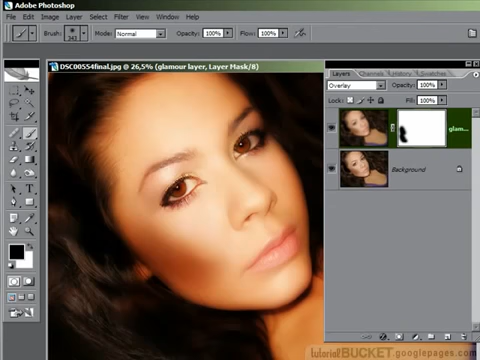 Adobe Photoshop
File Edit Image Layer Select Filter View Window Help
Brush: 343 Mode: Normal Opacity: 100% Flow: 100%
DSC00554final.jpg @ 26,5% (glamour layer, Layer Mask/8)
Layers Channels History Swatches
Overlay Opacity: 100%
Lock: Fill: 100%
glam...
Background
tutorialBUCKET.googlepages.com